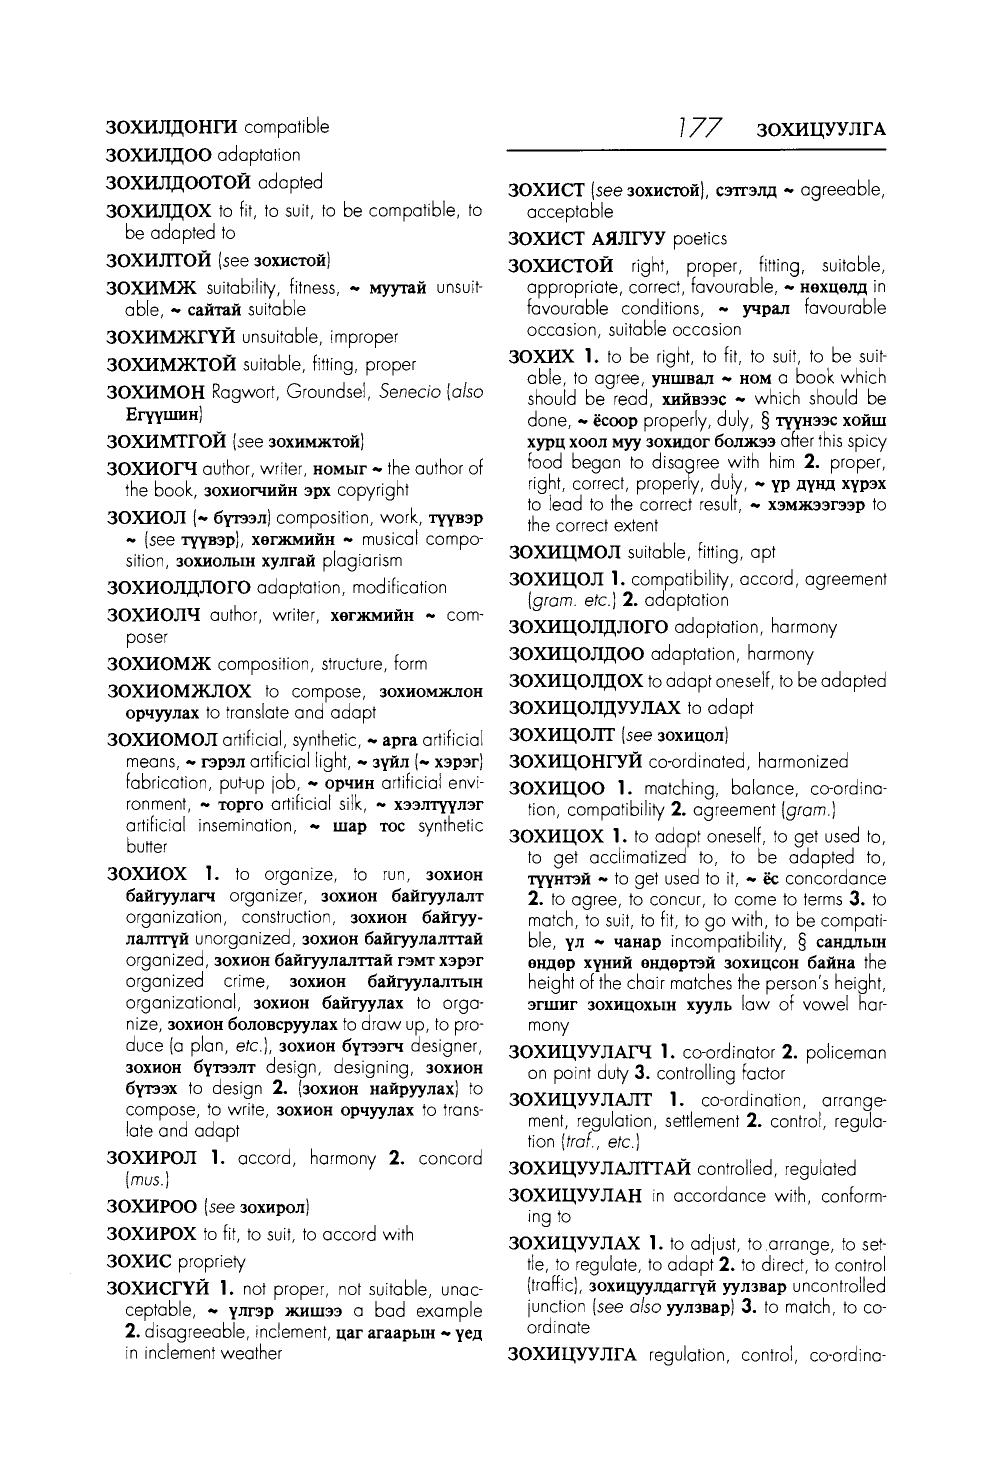 ЗОХИЛДОНГИ compatible
ЗОХИЛДОО adaptation
ЗОХИЛДООТОЙ adapted
ЗОХИЛДОХ to fit, to suit, to be compatible, to
be adapted to
ЗОХИЛТОЙ (see зохистой)
ЗОХИМЖ suitability, fitness, ~ муутай unsuit-
able, ~ сайтай suitable
ЗОХИМЖГҮЙ unsuitable, improper
ЗОХИМЖТОЙ suitable, fitting, proper
ЗОХИМОН Ragwort, Groundsel, Senecio (also
Егүүшин)
ЗОХИМТГОЙ (see зохимжтой)
ЗОХИОГЧ author, writer, номыг ~ the author of
the book, зохиогчийн эрх copyright
ЗОХИОЛ (~ бүтээл) composition, work, түүвэр
~ (see түүвэр), хөгжмийн ~ musical compo-
sition, зохиолын хулгай plagiarism
ЗОХИОЛДЛОГО adaptation, modification
ЗОХИОЛЧ author, writer, хөгжмийн ~ com-
poser
ЗОХИОМЖ composition, structure, form
ЗОХИОМЖЛОХ to compose, зохиомжлон
орчуулах to translate and adapt
ЗОХИОМОЛ artificial, synthetic, ~ арга artificial
means, ~ гэрэл artificial light, ~ зүйл (~ хэрэг)
fabrication, put-up job, ~ орчин artificial envi-
ronment, ~ торго artificial silk, ~ хээлтүүлэг
artificial insemination, ~ шар тос synthetic
butter
ЗОХИОХ 1. to organize, to run, зохион
байгуулагч organizer, зохион байгуулалт
organization, construction, зохион байгуу-
лалтгүй unorganized, зохион байгуулалттай
organized, зохион байгуулалттай гэмт хэрэг
organized crime, зохион байгуулалтын
organizational, зохион байгуулах to orga-
nize, зохион боловсруулах to draw up, to pro-
duce (a plan, etc.), зохион бүтээгч designer,
зохион бүтээлт design, designing, зохион
бүтээх to design 2. (зохион найруулах) to
compose, to write, зохион орчуулах to trans-
late and adapt
ЗОХИРОЛ 1. accord, harmony 2. concord
(mus.)
ЗОХИРОО (see зохирол)
ЗОХИРОХ to fit, to suit, to accord with
ЗОХИС propriety
ЗОХИСГҮЙ 1. not proper, not suitable, unac-
ceptable, ~ үлгэр жишээ a bad example
2. disagreeable, inclement, цаг агаарын ~ үед
in inclement weather
177 ЗОХИЦУУЛГА
ЗОХИСТ (see зохистой), сэтгэлд ~ agreeable,
acceptable
ЗОХИСТ АЯЛГУУ poetics
ЗОХИСТОЙ right, proper, fitting, suitable,
appropriate, correct, favourable, ~ нөхцөлд in
favourable conditions, ~ учрал favourable
occasion, suitable occasion
ЗОХИХ 1. to be right, to fit, to suit, to be suit-
able, to agree, уншвал ~ ном a book which
should be read, хийвээс ~ which should be
done, ~ ёсоор properly, duly, § түүнээс хойш
хурц хоол муу зохидог болжээ after this spicy
food began to disagree with him 2. proper,
right, correct, properly, duly, ~ үр дүнд хүрэх
to lead to the correct result, ~ хэмжээгээр to
the correct extent
ЗОХИЦМОЛ suitable, fitting, apt
ЗОХИЦОЛ 1. compatibility, accord, agreement
(gram. etc.) 2. adaptation
ЗОХИЦОЛДЛОГО adaptation, harmony
ЗОХИЦОЛДОО adaptation, harmony
ЗОХИЦОЛДОХ to adapt oneself, to be adapted
ЗОХИЦОЛДУУЛАХ to adapt
ЗОХИЦОЛТ (see зохицол)
ЗОХИЦОНГУЙ co-ordinated, harmonized
ЗОХИЦОО 1. matching, balance, co-ordina-
tion, compatibility 2. agreement (gram.)
ЗОХИЦОХ 1. to adapt oneself, to get used to,
to get acclimatized to, to be adapted to,
түүнтэй ~ to get used to it, ~ ёс concordance
2. to agree, to concur, to come to terms 3. to
match, to suit, to fit, to go with, to be compati-
ble, үл ~ чанар incompatibility, § сандлын
өндөр хүний өндөртэй зохицсон байна the
height of the chair matches the person's height,
эгшиг зохицохын хууль law of vowel har-
mony
ЗОХИЦУУЛАГЧ 1. co-ordinator 2. policeman
on point duty 3. controlling factor
ЗОХИЦУУЛАЛТ 1. co-ordination, arrange-
ment, regulation, settlement 2. control, regula-
tion (traf., etc.)
ЗОХИЦУУЛАЛТТАЙ controlled, regulated
ЗОХИЦУУЛАН in accordance with, conform-
ing to
ЗОХИЦУУЛАХ 1. to adjust, to arrange, to set-
tle, to regulate, to adapt 2. to direct, to control
(traffic), зохицуулдаггүй уулзвар uncontrolled
junction (see also уулзвар) 3. to match, to co-
ordinate
ЗОХИЦУУЛГА regulation, control, co-ordina-